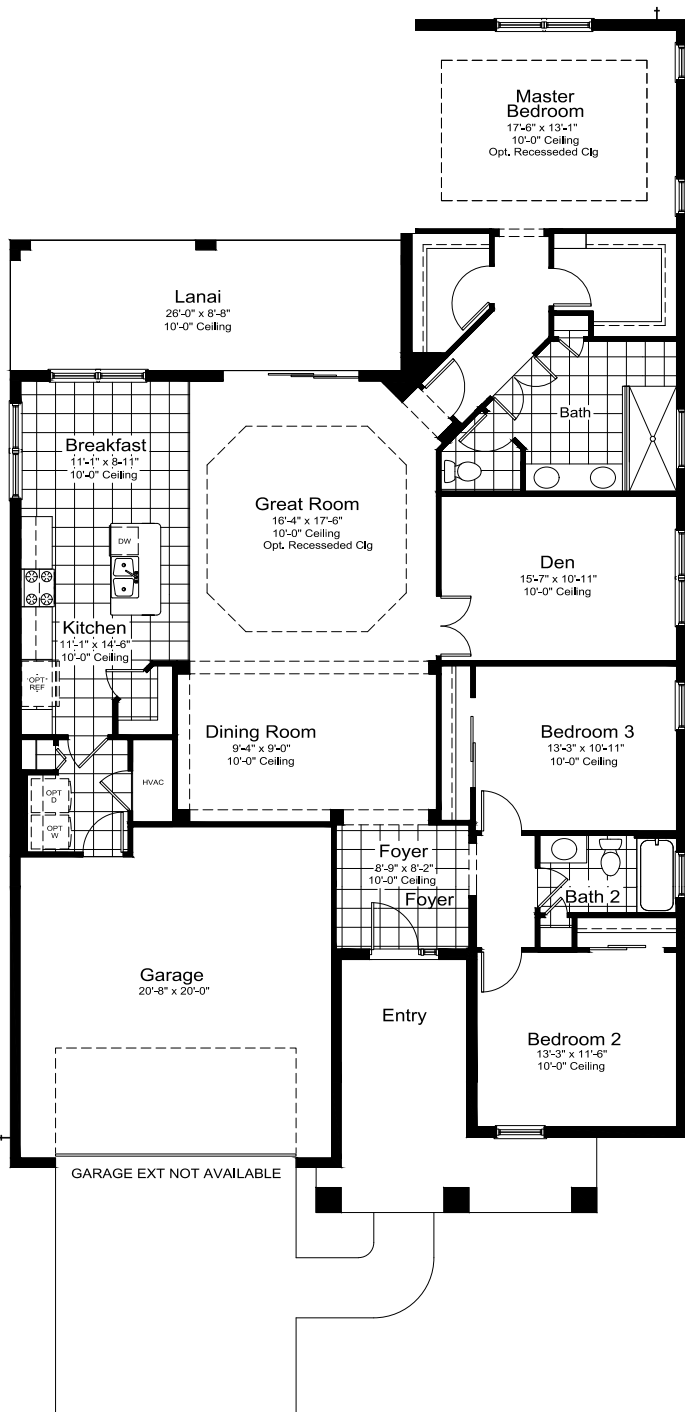 Master
Bedroom
17'-6" x 13'-1"
10'-0" Ceiling
Opt. Recesseded Clg
Lanai
26'-0" x 8'-8"
10'-0" Ceiling
Bath
Breakfast
11'-1" x 8-11"
10'-0" Ceiling
Great Room
16'-4" x 17'-6"
10'-0" Ceiling
Opt. Recesseded Clg
DW
Den
15'-7" x 10'-11"
10'-0" Ceiling
Kitchen
11'-1" x 14'-6"
10'-0" Ceiling
OPT
REF
Dining Room
9'-4" x 9'-0"
10'-0" Ceiling
Bedroom 3
13'-3" x 10'-11"
10'-0" Ceiling
HVAC
OPT
D
OPT
W
Foyer
8'-9" x 8'-2"
10'-0" Ceiling
Foyer
Bath 2
Garage
20'-8" x 20'-0"
Entry
Bedroom 2
13'-3" x 11'-6"
10'-0" Ceiling
GARAGE EXT NOT AVAILABLE